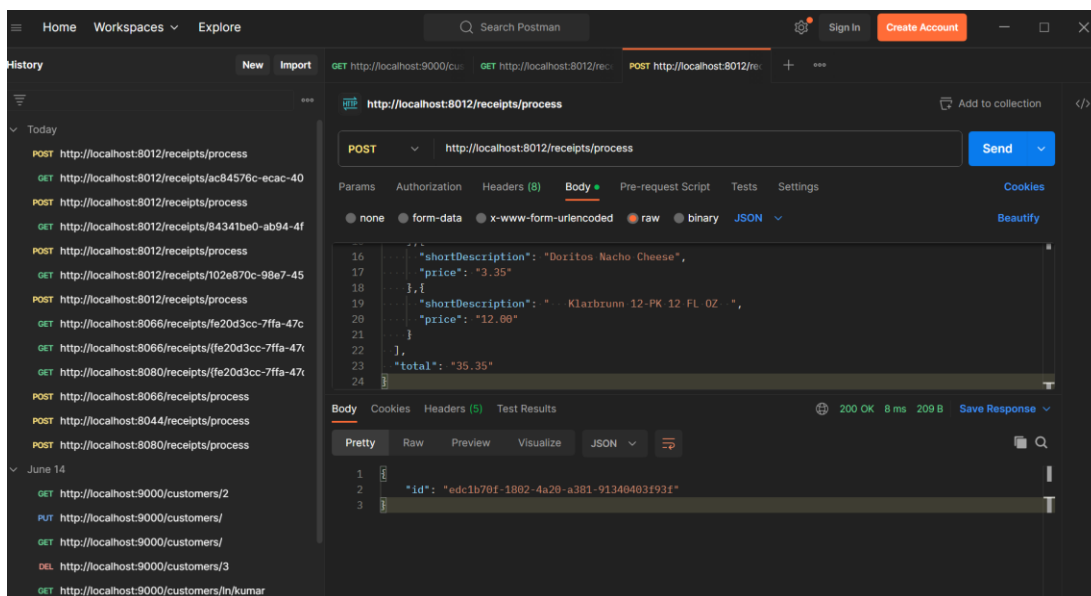 Home Workspaces Explore Search Postman Sign In Create Account
History New Import
GET http://localhost:9000/cus GET http://localhost:8012/rec POST http://localhost:8012/re
HTTP http://localhost:8012/receipts/process Add to collection
Today
POST http://localhost:8012/receipts/process
GET http://localhost:8012/receipts/ac84576c-ecac-40
POST http://localhost:8012/receipts/process
GET http://localhost:8012/receipts/84341be0-ab94-4f
POST http://localhost:8012/receipts/process
GET http://localhost:8012/receipts/102e870c-98e7-45
POST http://localhost:8012/receipts/process
GET http://localhost:8066/receipts/fe20d3cc-7ffa-47c
GET http://localhost:8066/receipts/{fe20d3cc-7ffa-47
GET http://localhost:8080/receipts/{fe20d3cc-7ffa-47
POST http://localhost:8066/receipts/process
POST http://localhost:8044/receipts/process
POST http://localhost:8080/receipts/process
June 14
GET http://localhost:9000/customers/2
PUT http://localhost:9000/customers/
GET http://localhost:9000/customers/
DEL http://localhost:9000/customers/3
GET http://localhost:9000/customers/ln/kumar
POST http://localhost:8012/receipts/process Send
Params Authorization Headers (8) Body Pre-request Script Tests Settings Cookies
none form-data x-www-form-urlencoded raw binary JSON Beautify
16 "shortDescription": "Doritos Nacho Cheese",
17 "price": "3.35"
18 },{
19 "shortDescription": "   Klarbrunn 12-PK 12 FL OZ  ",
20 "price": "12.00"
21 }
22 ],
23 "total": "35.35"
24 }
Body Cookies Headers (5) Test Results 200 OK 8 ms 209 B Save Response
Pretty Raw Preview Visualize JSON
1 {
2 "id": "edc1b70f-1802-4a20-a381-91340403f93f"
3 }